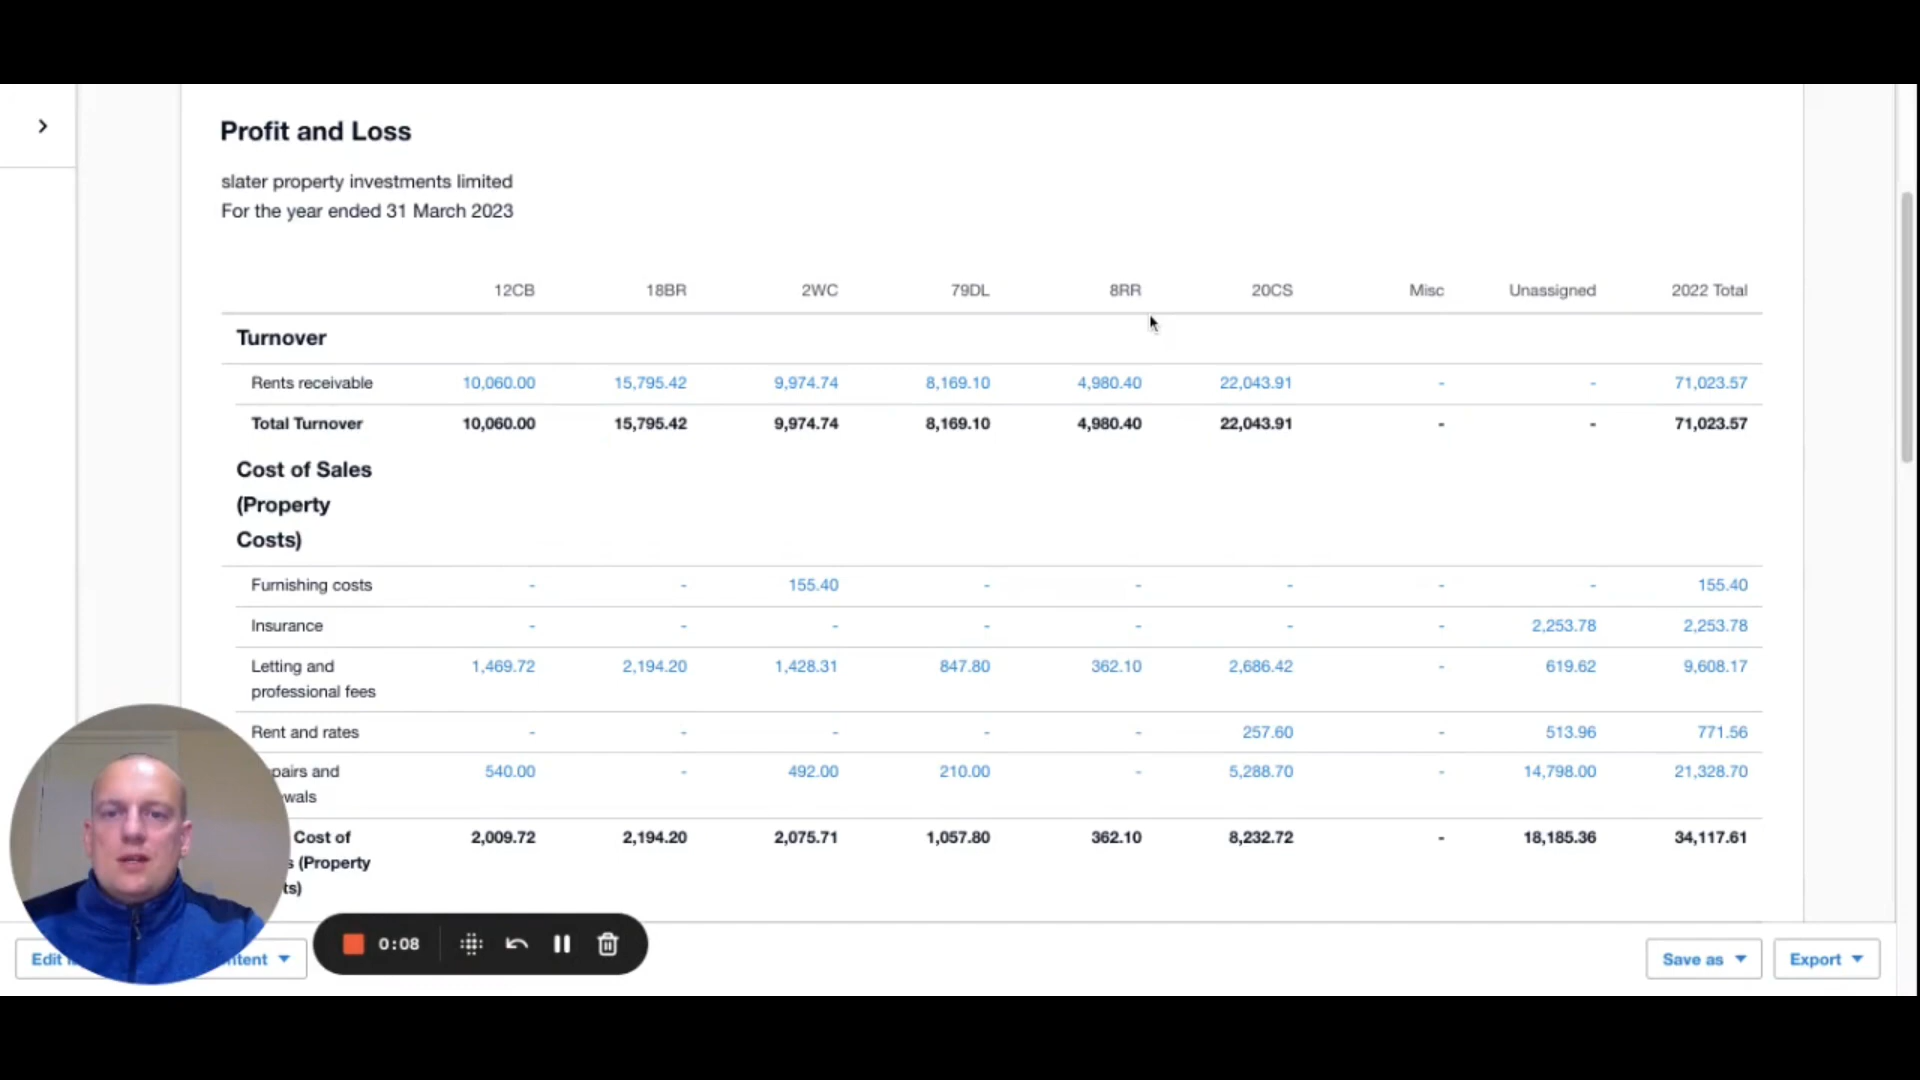 Profit and Loss
slater property investments limited
For the year ended 31 March 2023
12CB 18BR 2WC 79DL 8RR 20CS Misc Unassigned 2022 Total
Turnover
Rents receivable 10,060.00 15,795.42 9,974.74 8,169.10 4,980.40 22,043.91 - - 71,023.57
Total Turnover 10,060.00 15,795.42 9,974.74 8,169.10 4,980.40 22,043.91 - - 71,023.57
Cost of Sales
(Property
Costs)
Furnishing costs - - 155.40 - - - - - 155.40
Insurance - - - - - - - 2,253.78 2,253.78
Letting and 1,469.72 2,194.20 1,428.31 847.80 362.10 2,686.42 - 619.62 9,608.17
professional fees
Rent and rates - - - - - 257.60 - 513.96 771.56
pairs and 540.00 - 492.00 210.00 - 5,288.70 - 14,798.00 21,328.70
wals
Cost of 2,009.72 2,194.20 2,075.71 1,057.80 362.10 8,232.72 - 18,185.36 34,117.61
s (Property
ts)
0:08
Edit ntent Save as Export